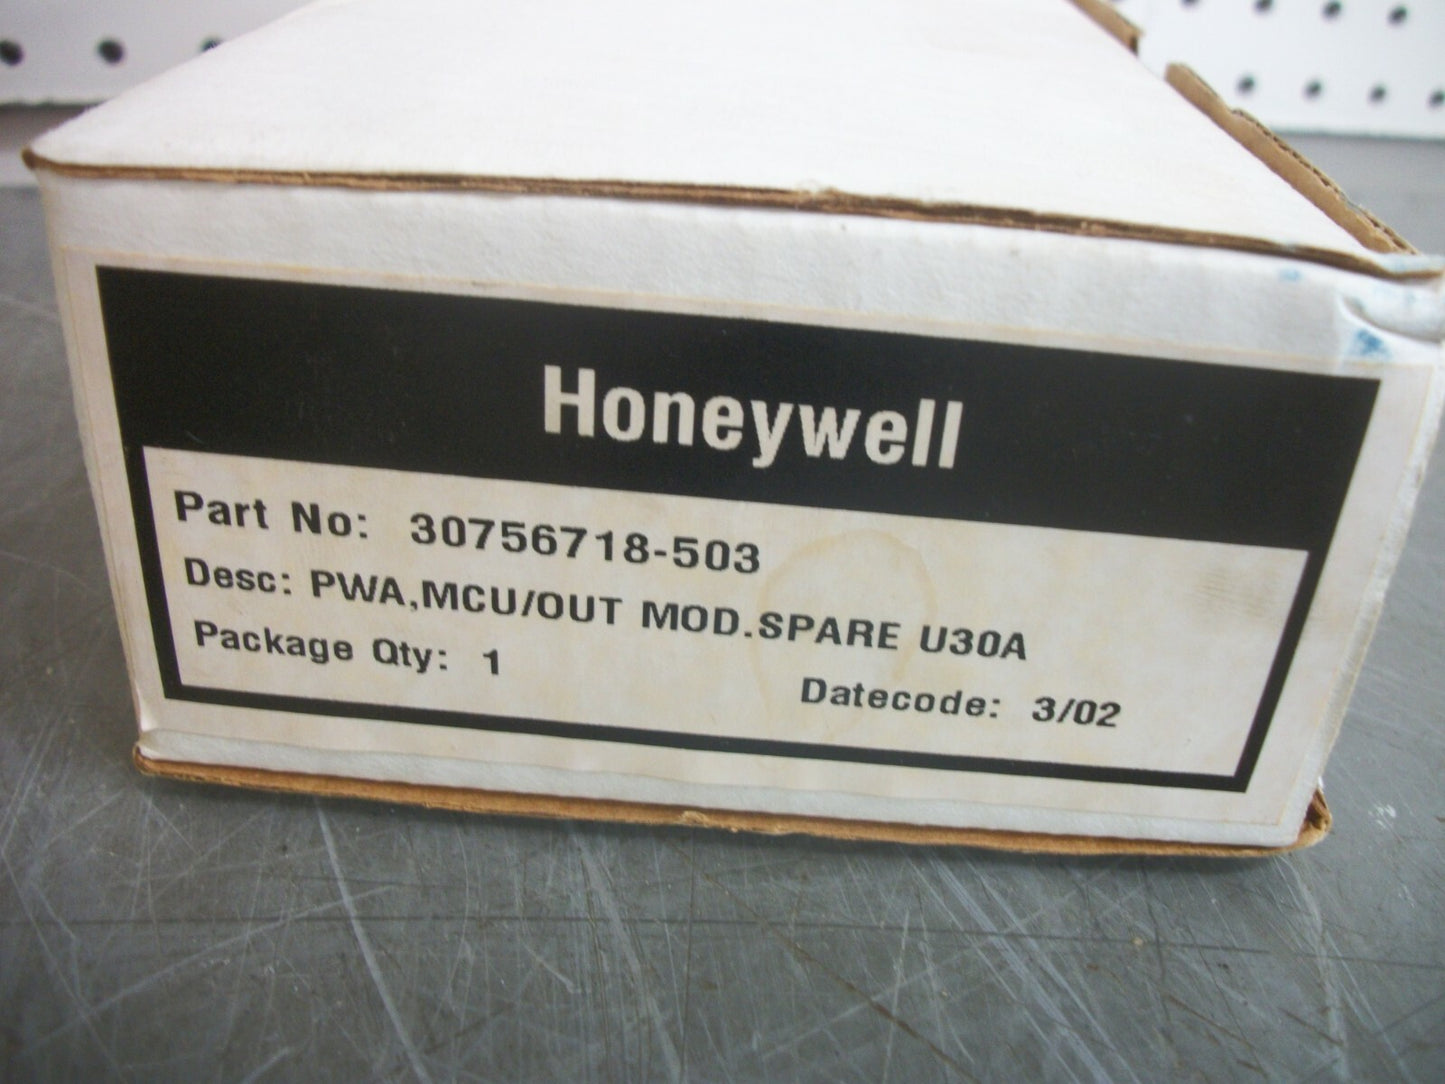 Honeywell
Part No: 30756718-503
Desc: PWA,MCU/OUT MOD.SPARE U30A
Package Qty: 1
Datecode: 3/02